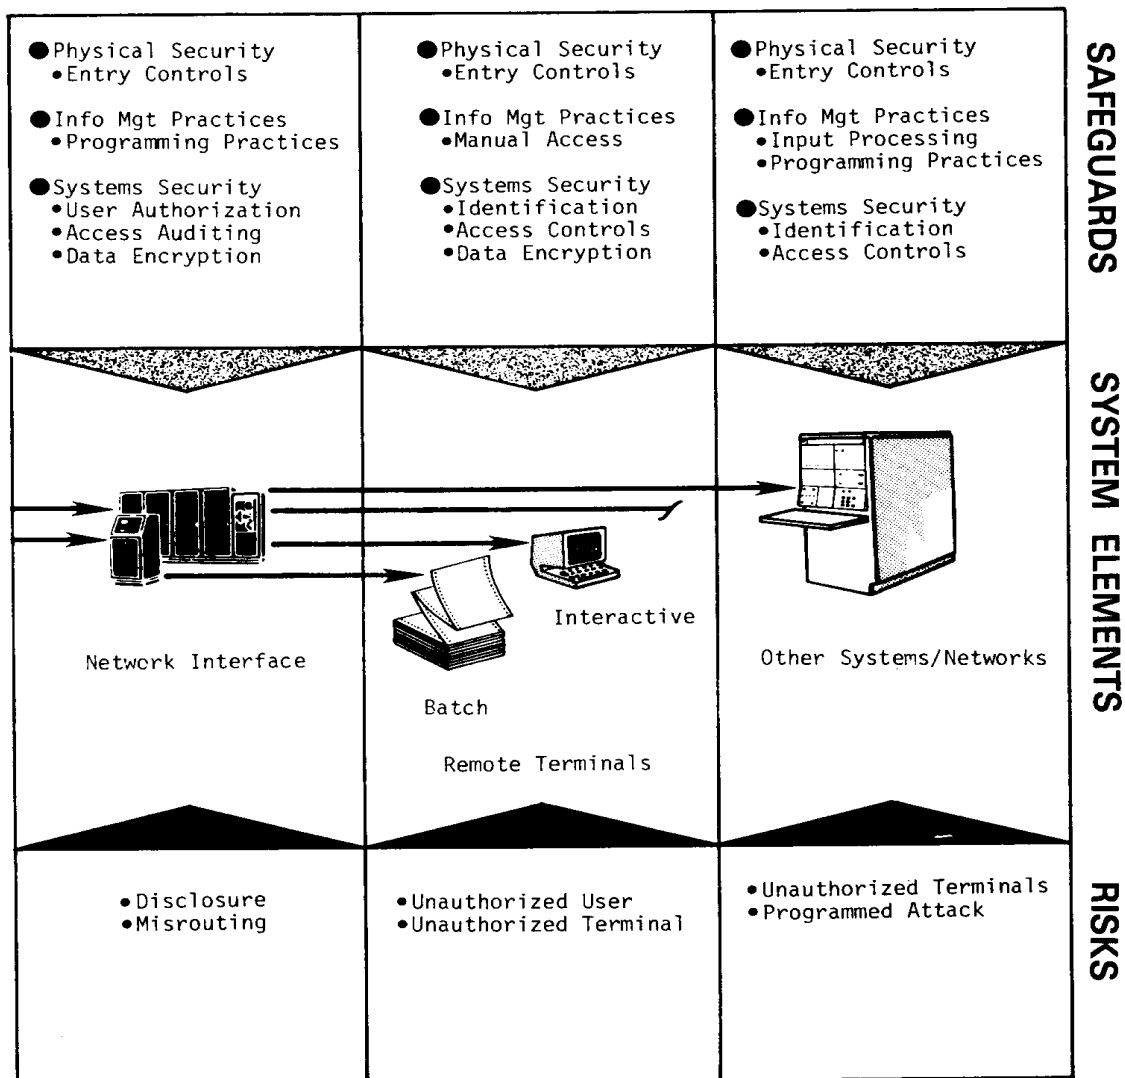 ●Physical Security
•Entry Controls
●Info Mgt Practices
•Programming Practices
●Systems Security
•User Authorization
•Access Auditing
•Data Encryption
●Physical Security
•Entry Controls
●Info Mgt Practices
•Manual Access
●Systems Security
•Identification
•Access Controls
•Data Encryption
●Physical Security
•Entry Controls
●Info Mgt Practices
•Input Processing
•Programming Practices
●Systems Security
•Identification
•Access Controls
SAFEGUARDS
Network Interface
Interactive
Batch
Remote Terminals
Other Systems/Networks
SYSTEM ELEMENTS
•Disclosure
•Misrouting
•Unauthorized User
•Unauthorized Terminal
•Unauthorized Terminals
•Programmed Attack
RISKS